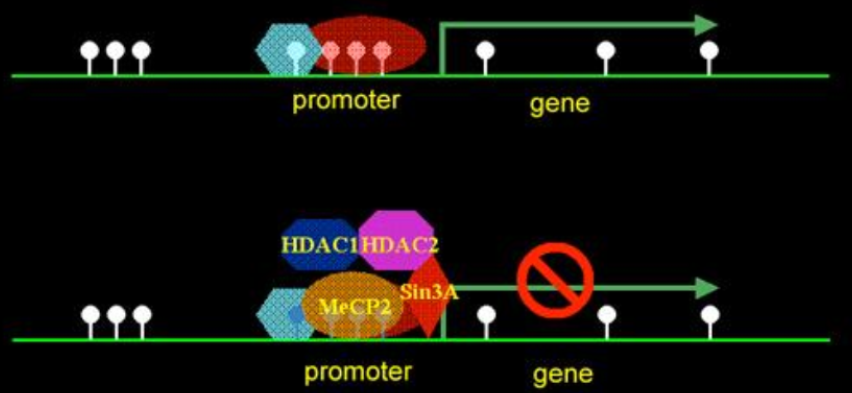 promoter gene
HDAC1 HDAC2
Sin3A
MeCP2
promoter gene